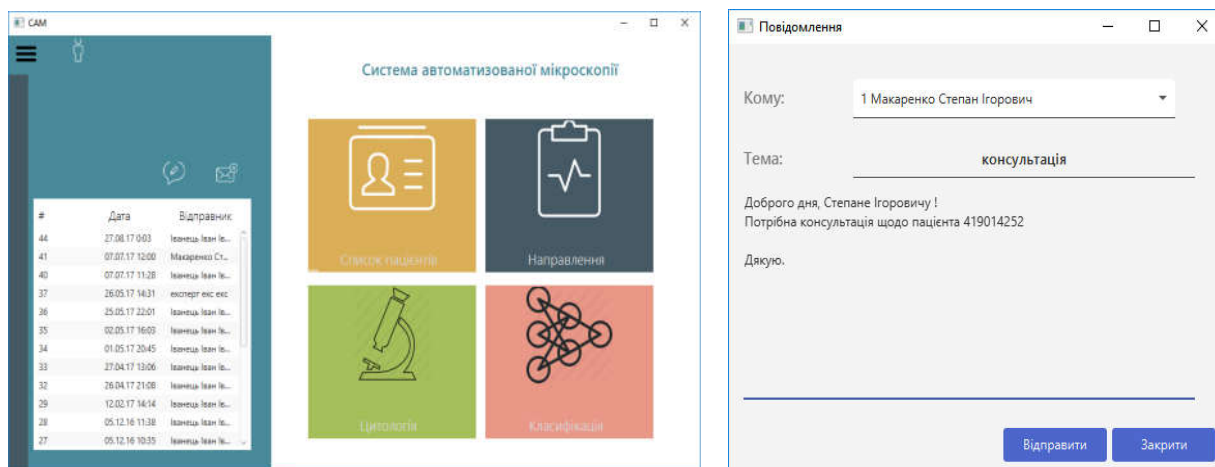 САМ
Система автоматизованої мікроскопії
Список пацієнтів
Направлення
Цитологія
Класифікація
# Дата Відправник
44 27.08.17 0:03 Іванець Іван Ів...
41 07.07.17 12:00 Макаренко Ст...
40 07.07.17 11:28 Іванець Іван Ів...
37 26.05.17 14:31 експерт екс екс
36 25.05.17 22:01 Іванець Іван Ів...
35 02.05.17 16:03 Іванець Іван Ів...
34 01.05.17 20:45 Іванець Іван Ів...
33 27.04.17 13:06 Іванець Іван Ів...
32 26.04.17 21:08 Іванець Іван Ів...
29 12.02.17 14:14 Іванець Іван Ів...
28 05.12.16 11:38 Іванець Іван Ів...
27 05.12.16 10:35 Іванець Іван Ів...
Повідомлення
Кому: 1 Макаренко Степан Ігорович
Тема: консультація
Доброго дня, Степане Ігоровичу !
Потрібна консультація щодо пацієнта 419014252
Дякую.
Відправити Закрити